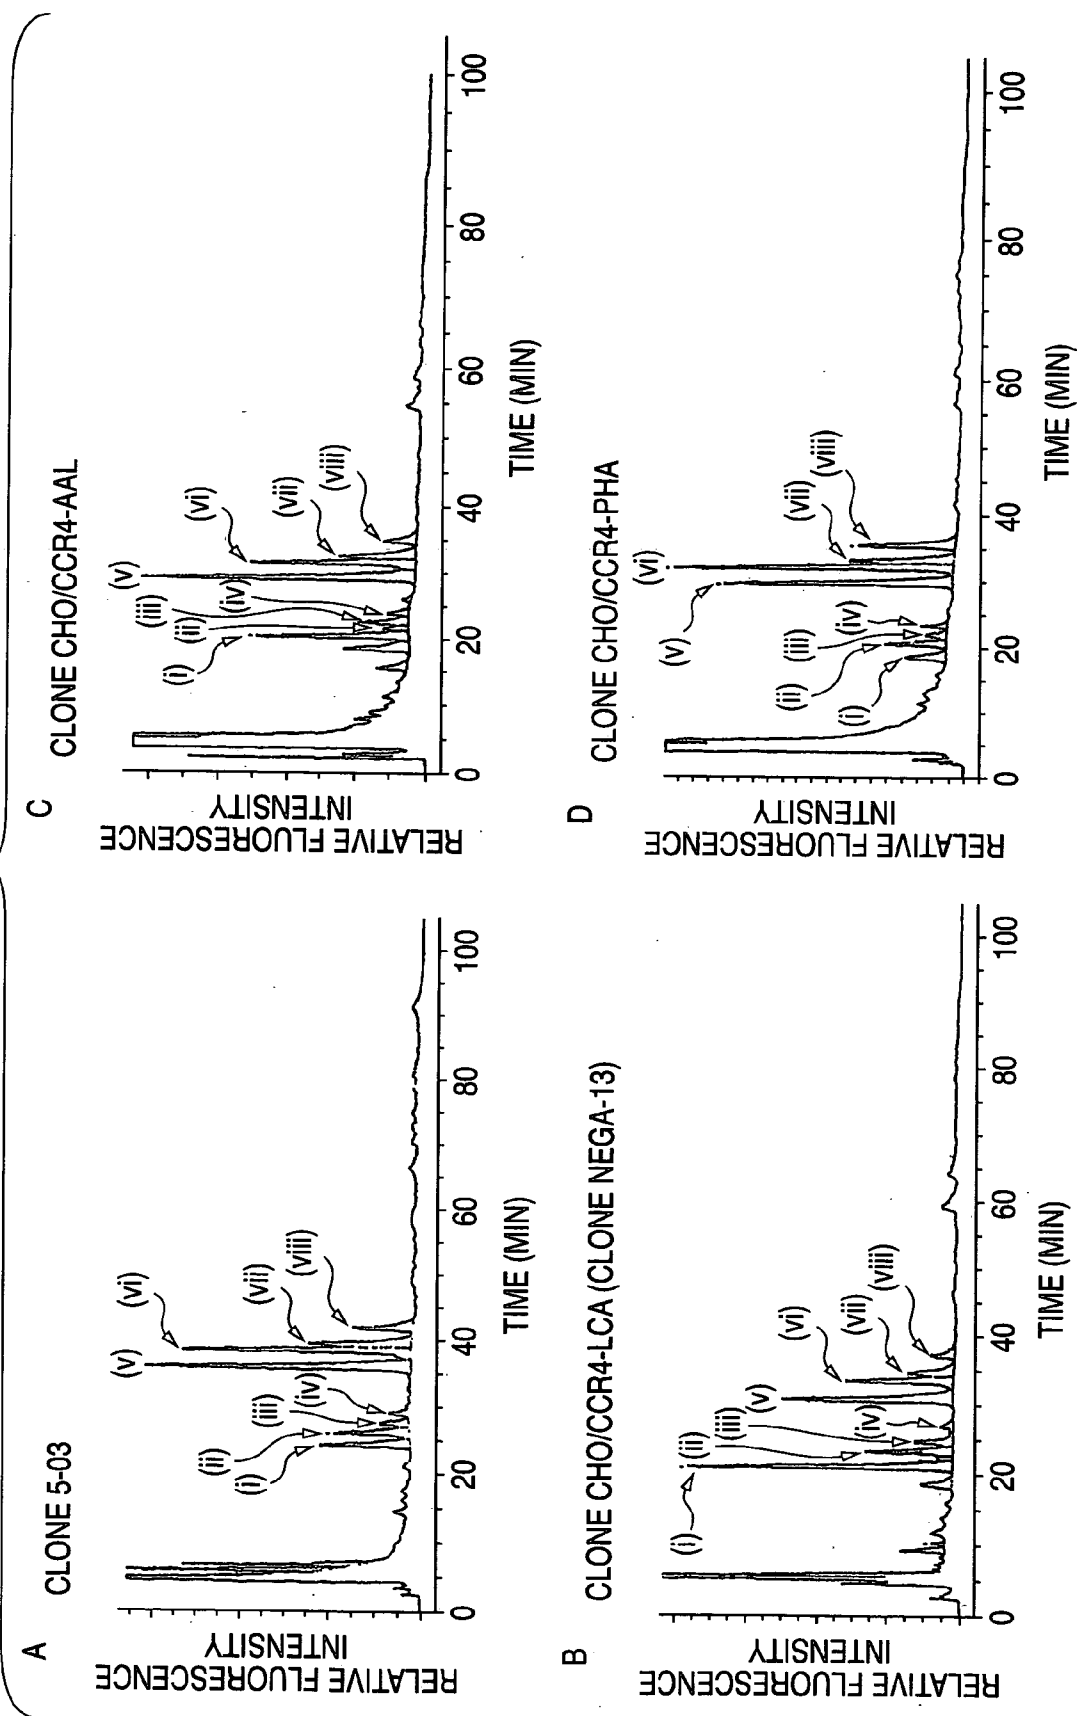 A
CLONE 5-03
RELATIVE FLUORESCENCE
INTENSITY
(i)
(ii)
(iii)
(iv)
(v)
(vi)
(vii)
(viii)
0 20 40 60 80 100
TIME (MIN)
B
CLONE CHO/CCR4-LCA (CLONE NEGA-13)
RELATIVE FLUORESCENCE
INTENSITY
(i)
(ii)
(iii)
(iv)
(v)
(vi)
(vii)
(viii)
0 20 40 60 80 100
TIME (MIN)
C
CLONE CHO/CCR4-AAL
RELATIVE FLUORESCENCE
INTENSITY
(i)
(ii)
(iii)
(iv)
(v)
(vi)
(vii)
(viii)
0 20 40 60 80 100
TIME (MIN)
D
CLONE CHO/CCR4-PHA
RELATIVE FLUORESCENCE
INTENSITY
(i)
(ii)
(iii)
(iv)
(v)
(vi)
(vii)
(viii)
0 20 40 60 80 100
TIME (MIN)